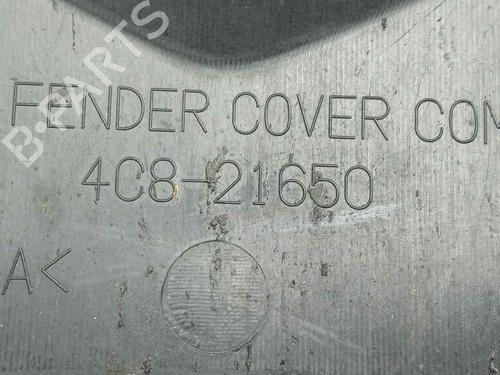 FENDER COVER COM
4C8-21650
A<
B-PARTS